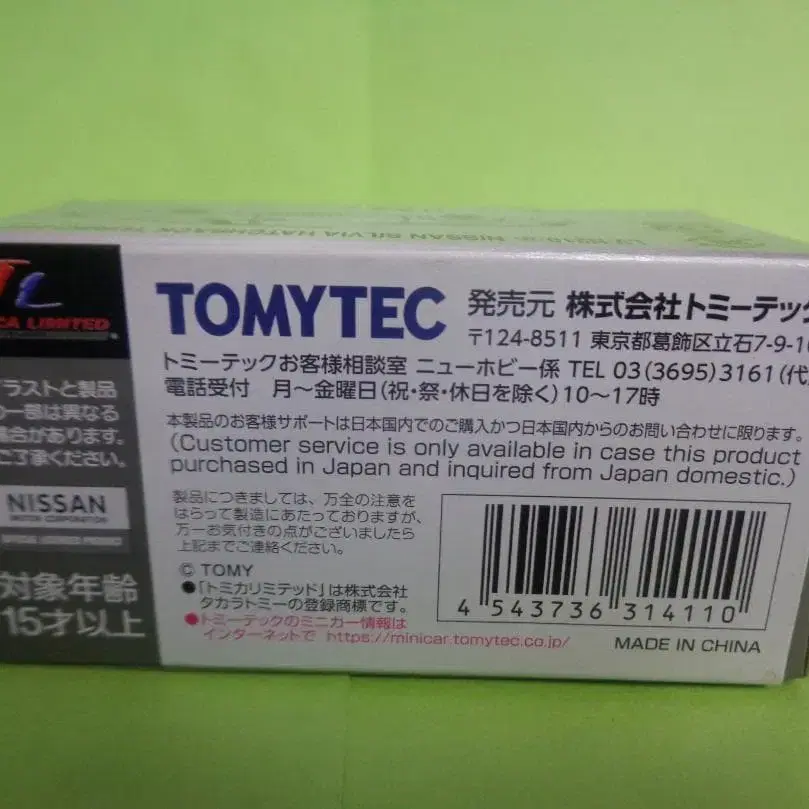 NISSAN SILVIA HATCHBACK
TL
CA LIMITED
ラストと製品
の一部は異なる
場合があります。
ご了承ください。
NISSAN
MOTOR CORPORATION
対象年齢
15才以上
TOMYTEC 発売元 株式会社トミーテック
〒124-8511 東京都葛飾区立石7-9-10
トミーテックお客様相談室 ニューホビー係 TEL 03(3695)3161(代
電話受付 月〜金曜日(祝・祭・休日を除く)10〜17時
本製品のお客様サポートは日本国内でのご購入かつ日本国内からのお問い合わせに限ります。
(Customer service is only available in case this product
purchased in Japan and inquired from Japan domestic.)
製品につきましては、万全の注意を
はらって製造にあたっておりますが、
万一お気付きの点がございましたら
上記までご連絡ください。
© TOMY
●「トミカリミテッド」は株式会社
タカラトミーの登録商標です。
●トミーテックのミニカー情報は
インターネットで https://minicar.tomytec.co.jp/
4 543736 314110
MADE IN CHINA